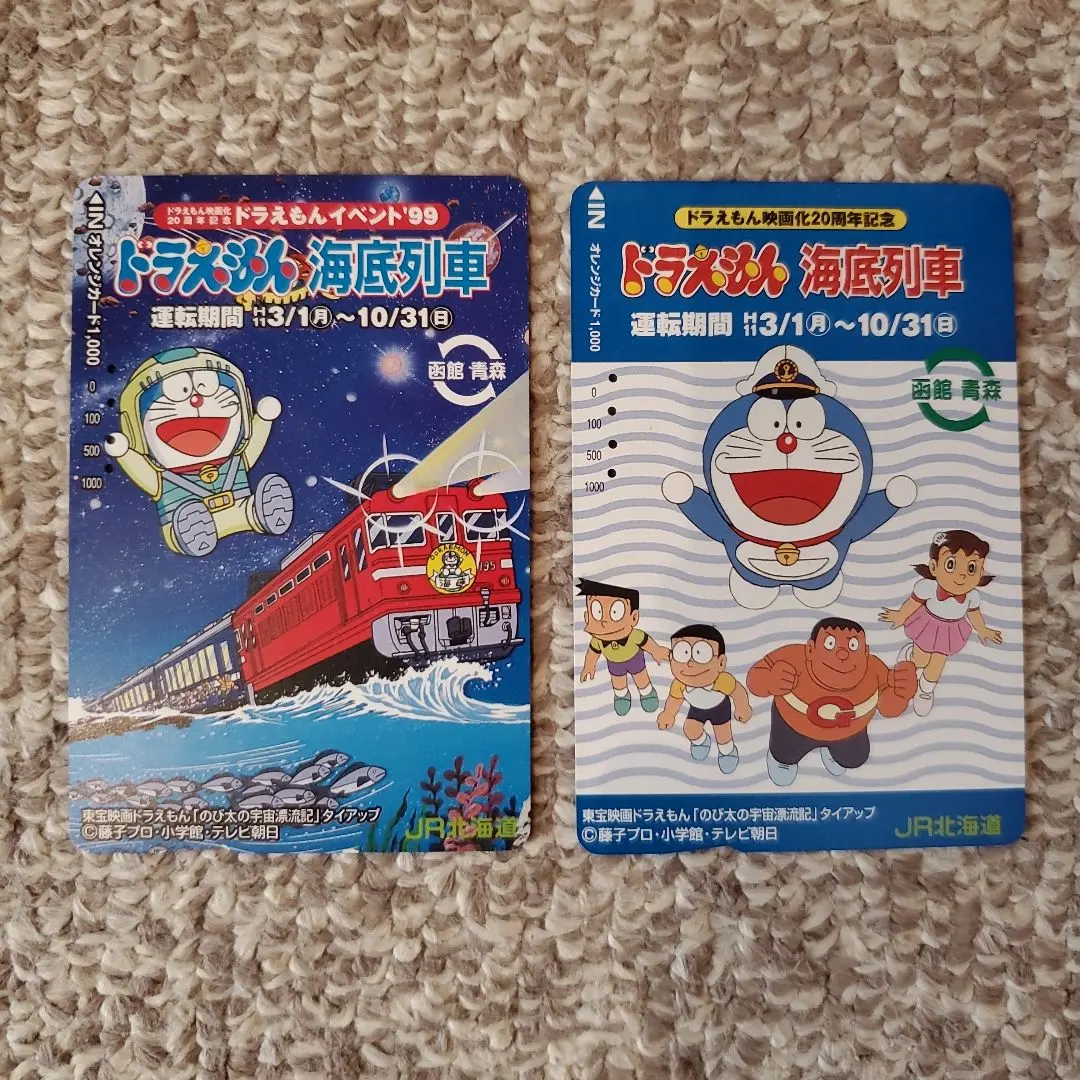 ◁IN オレンジカード 1,000
ドラえもん映画化
20周年記念 ドラえもんイベント'99
ドラえもん 海底列車
運転期間 H11 3/1(月)〜10/31(日)
函館 青森
0
100
500
1000
DORAEMON
海底
195
東宝映画ドラえもん「のび太の宇宙漂流記」タイアップ
©藤子プロ・小学館・テレビ朝日
JR北海道
◁IN オレンジカード 1,000
ドラえもん映画化20周年記念
ドラえもん 海底列車
運転期間 H11 3/1(月)〜10/31(日)
函館 青森
0
100
500
1000
G
東宝映画ドラえもん「のび太の宇宙漂流記」タイアップ
©藤子プロ・小学館・テレビ朝日
JR北海道